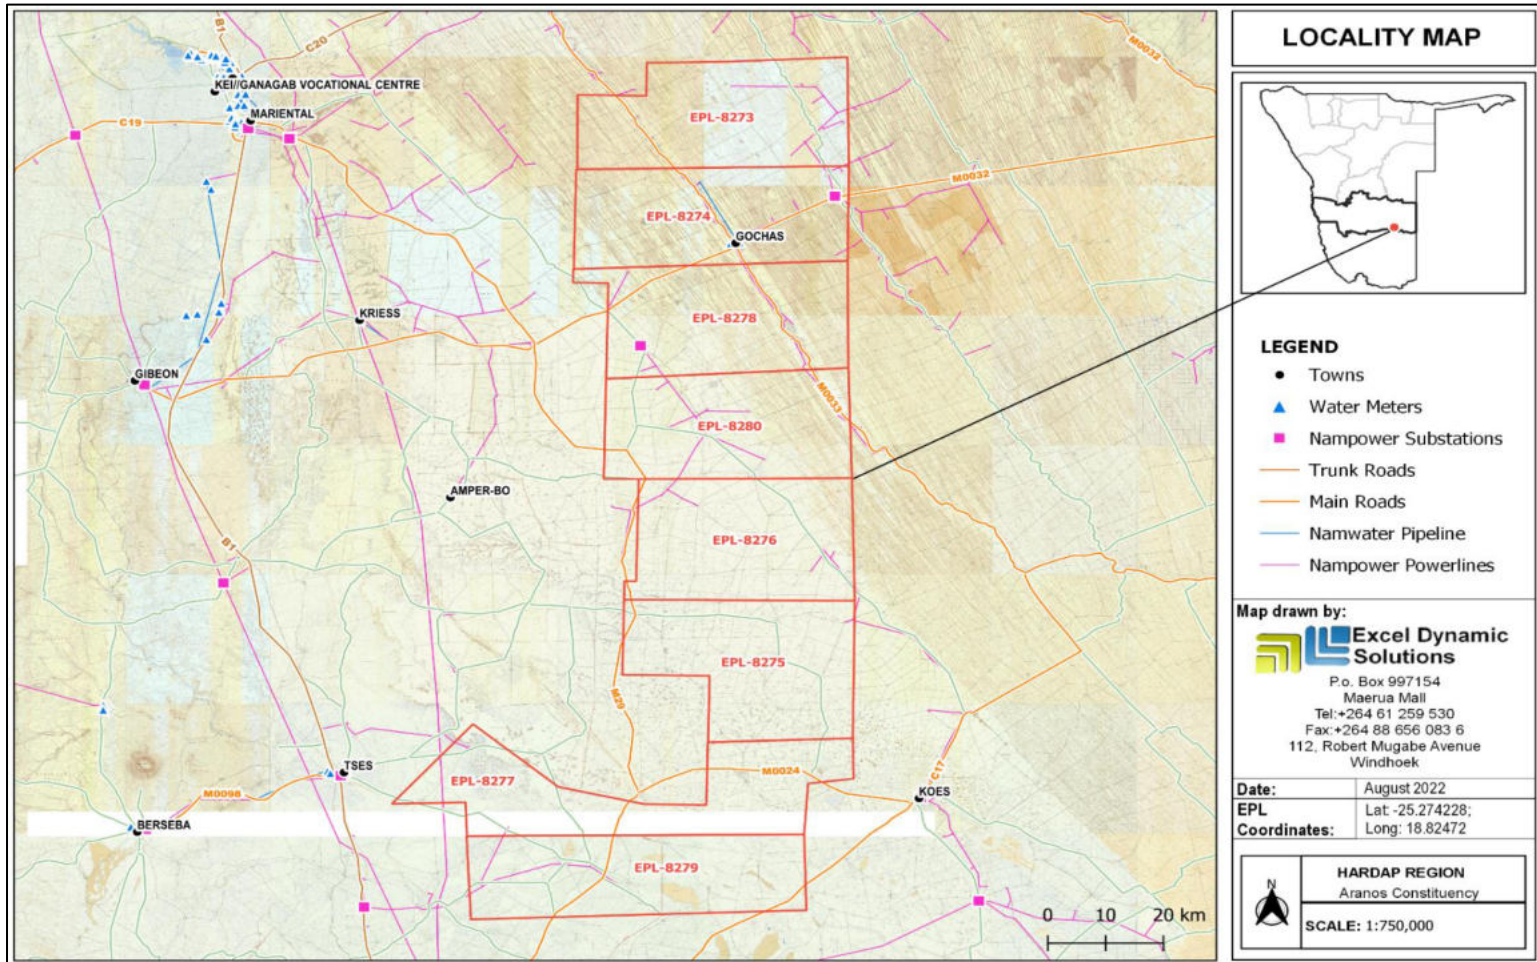 LOCALITY MAP
B1
C20
M0032
KEI//GANAGAB VOCATIONAL CENTRE
MARIENTAL
C19
EPL-8273
M0032
EPL-8274
GOCHAS
KRIESS
EPL-8278
GIBEON
M0033
EPL-8280
AMPER-BO
B1
EPL-8276
EPL-8275
M29
TSES
EPL-8277
M0024
C17
KOES
M0098
BERSEBA
EPL-8279
0 10 20 km
LEGEND
Towns
Water Meters
Nampower Substations
Trunk Roads
Main Roads
Namwater Pipeline
Nampower Powerlines
Map drawn by:
Excel Dynamic
Solutions
P.o. Box 997154
Maerua Mall
Tel:+264 61 259 530
Fax:+264 88 656 083 6
112, Robert Mugabe Avenue
Windhoek
Date: August 2022
EPL Lat: -25.274228;
Coordinates: Long: 18.82472
N
HARDAP REGION
Aranos Constituency
SCALE: 1:750,000